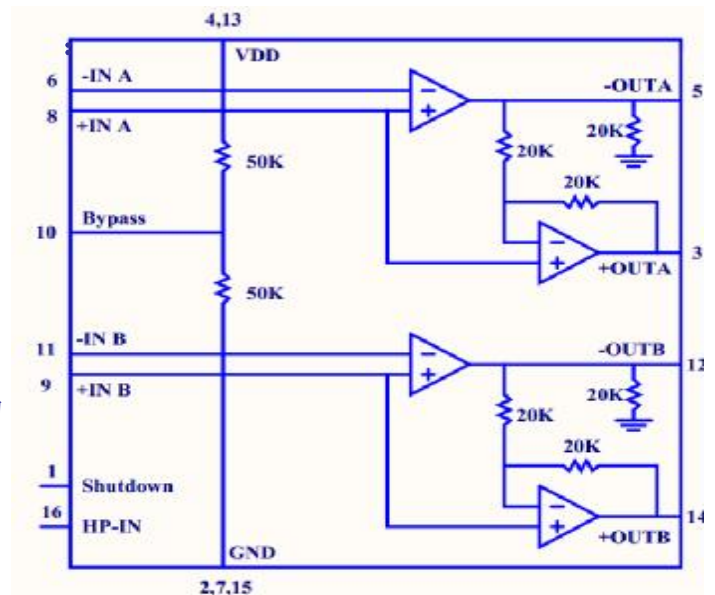 4,13
VDD
6
-IN A
-OUTA
5
8
+IN A
20K
20K
50K
20K
10
Bypass
3
+OUTA
50K
11
-IN B
-OUTB
12
9
+IN B
20K
20K
20K
1
Shutdown
16
HP-IN
14
+OUTB
GND
2,7,15